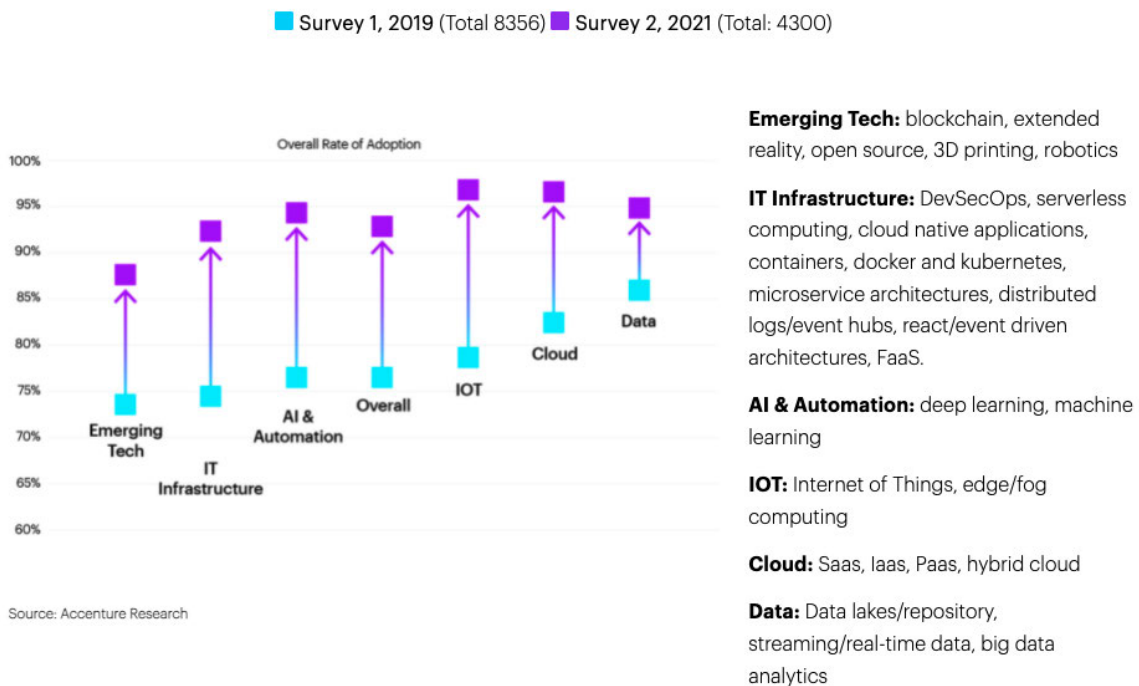 Survey 1, 2019 (Total 8356) Survey 2, 2021 (Total: 4300)
Overall Rate of Adoption
100%
95%
90%
85%
80%
75%
70%
65%
60%
Emerging
Tech
IT
Infrastructure
AI &
Automation
Overall
IOT
Cloud
Data
Source: Accenture Research
Emerging Tech: blockchain, extended
reality, open source, 3D printing, robotics
IT Infrastructure: DevSecOps, serverless
computing, cloud native applications,
containers, docker and kubernetes,
microservice architectures, distributed
logs/event hubs, react/event driven
architectures, FaaS.
AI & Automation: deep learning, machine
learning
IOT: Internet of Things, edge/fog
computing
Cloud: Saas, Iaas, Paas, hybrid cloud
Data: Data lakes/repository,
streaming/real-time data, big data
analytics